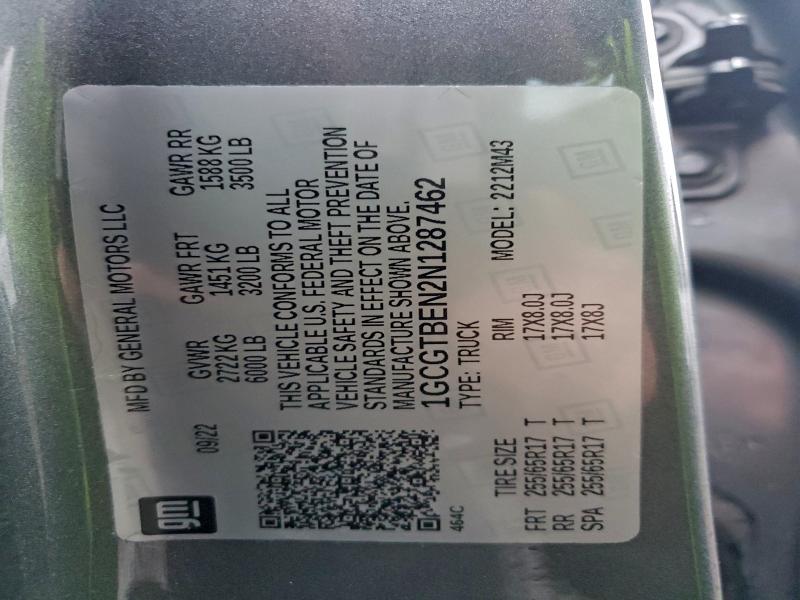 gm
MFD BY GENERAL MOTORS LLC
09/22
GVWR GAWR FRT GAWR RR
2722 KG 1451 KG 1588 KG
6000 LB 3200 LB 3500 LB
THIS VEHICLE CONFORMS TO ALL
APPLICABLE U.S. FEDERAL MOTOR
VEHICLE SAFETY AND THEFT PREVENTION
STANDARDS IN EFFECT ON THE DATE OF
MANUFACTURE SHOWN ABOVE.
1GCGTBEN2N1287462
464C TYPE: TRUCK
TIRE SIZE RIM MODEL: 2212M43
FRT 255/65R17 T 17X8.0J
RR 255/65R17 T 17X8.0J
SPA 255/65R17 T 17X8J